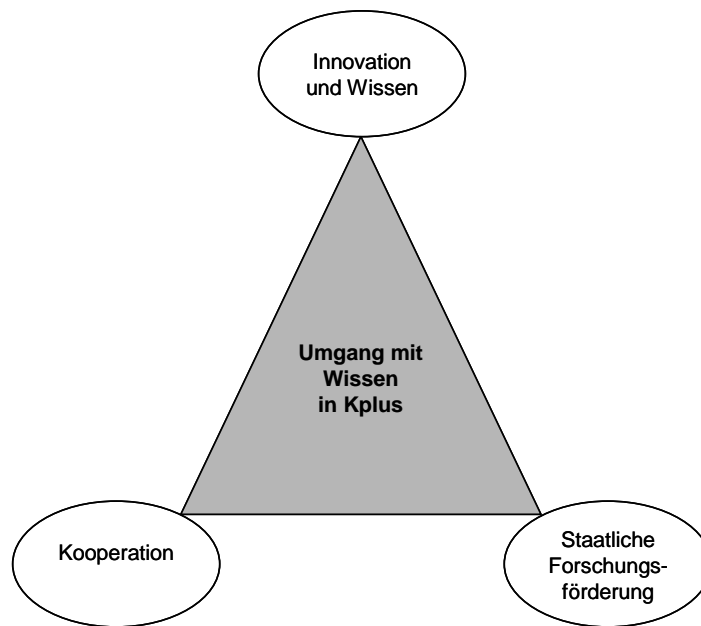 Innovation
und Wissen
Umgang mit
Wissen
in Kplus
Kooperation
Staatliche
Forschungs-
förderung